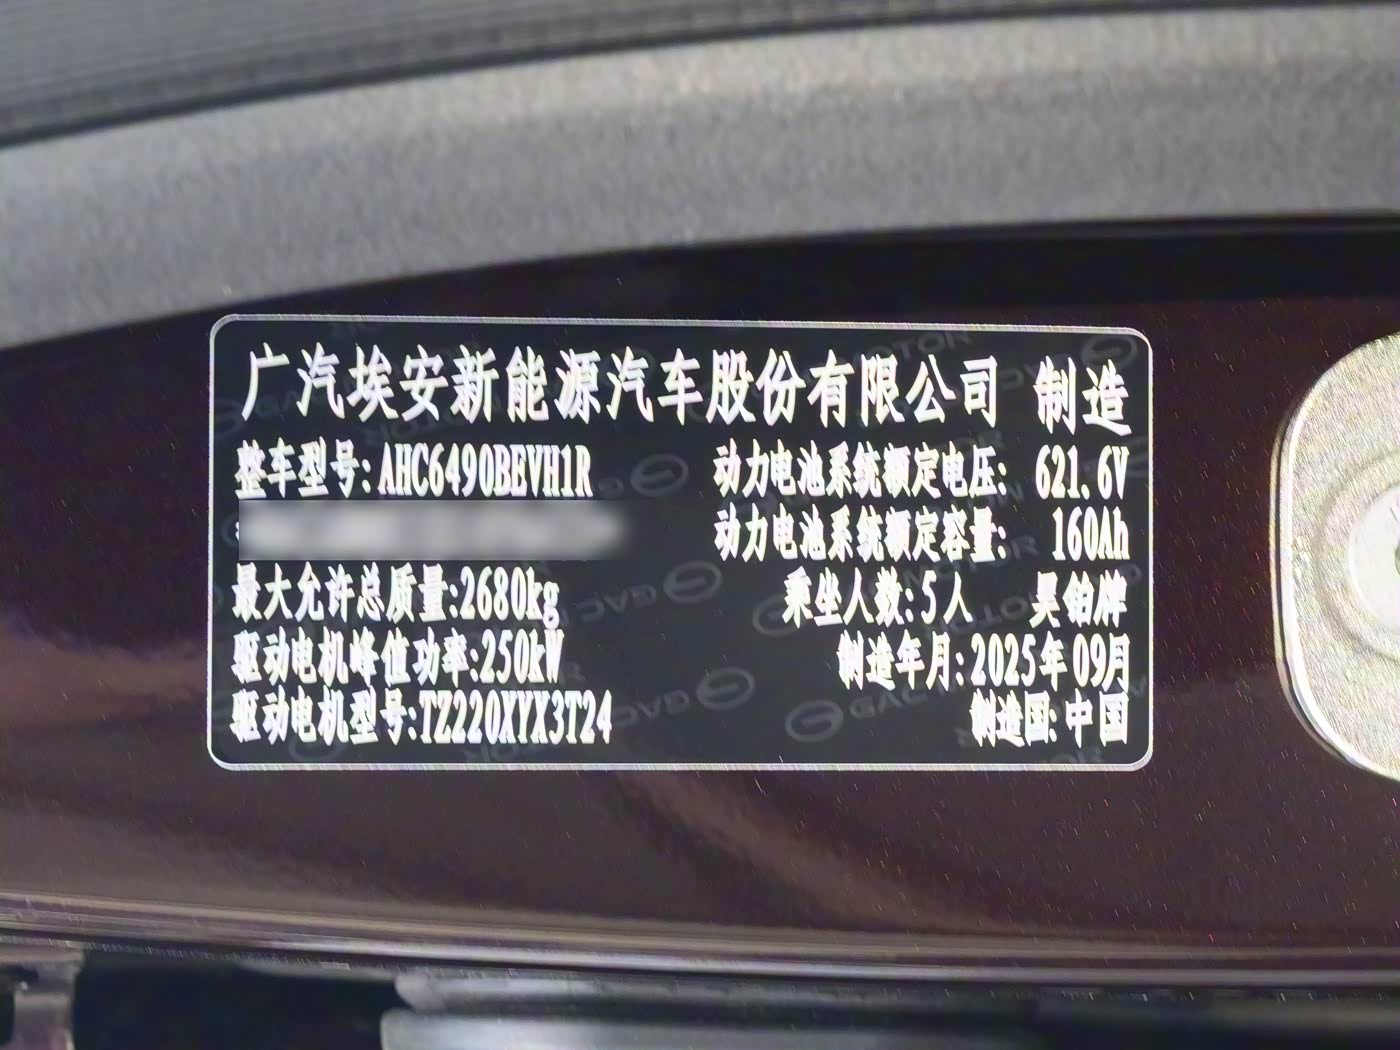 广汽埃安新能源汽车股份有限公司 制造
整车型号:AHC6490BEVH1R 动力电池系统额定电压: 621.6V
动力电池系统额定容量: 160Ah
最大允许总质量:2680kg 乘坐人数:5人 昊铂牌
驱动电机峰值功率:250kW 制造年月:2025年09月
驱动电机型号:TZ220XYX3T24 制造国:中国